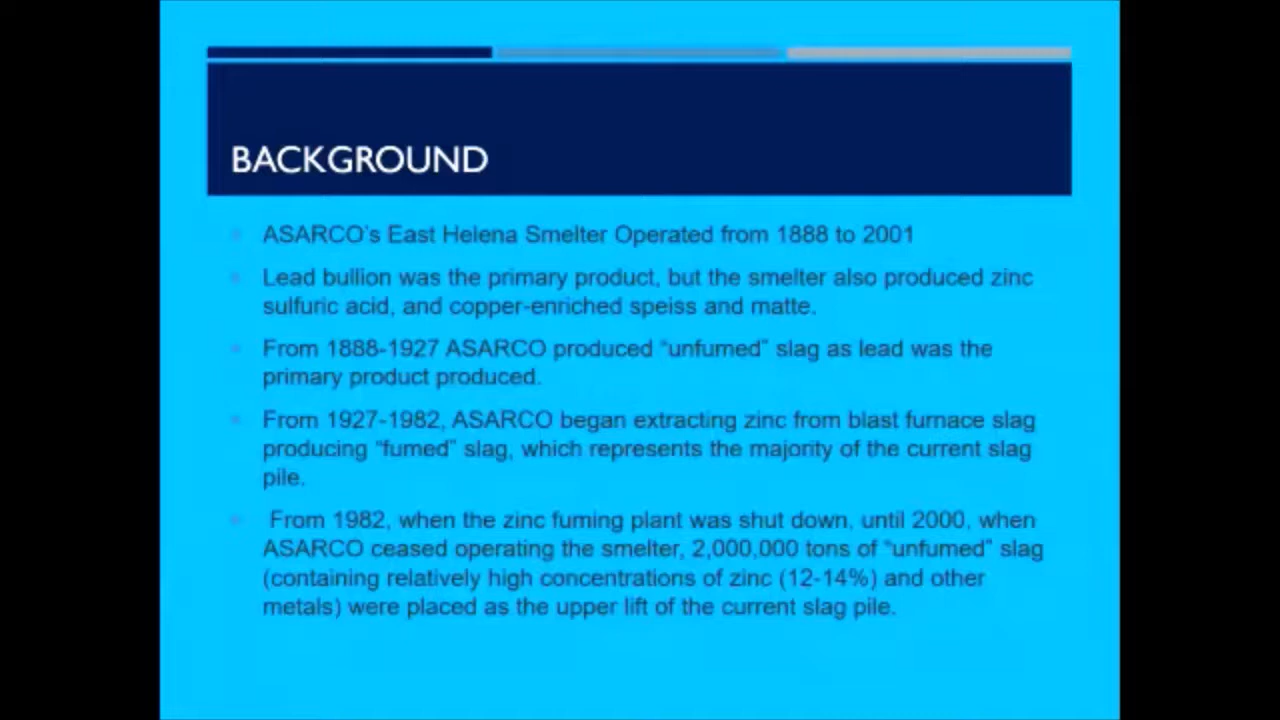 BACKGROUND
ASARCO's East Helena Smelter Operated from 1888 to 2001
Lead bullion was the primary product, but the smelter also produced zinc
sulfuric acid, and copper-enriched speiss and matte.
From 1888-1927 ASARCO produced “unfumed” slag as lead was the
primary product produced.
From 1927-1982, ASARCO began extracting zinc from blast furnace slag
producing “fumed” slag, which represents the majority of the current slag
pile.
From 1982, when the zinc fuming plant was shut down, until 2000, when
ASARCO ceased operating the smelter, 2,000,000 tons of “unfumed” slag
(containing relatively high concentrations of zinc (12-14%) and other
metals) were placed as the upper lift of the current slag pile.